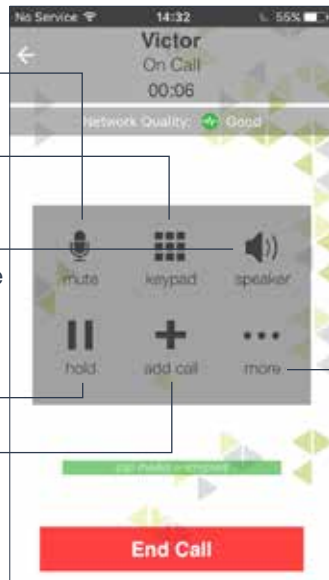 No Service 14:32 55%
Victor
On Call
00:06
Network Quality: Good
mute keypad speaker
e
hold add call more
End Call